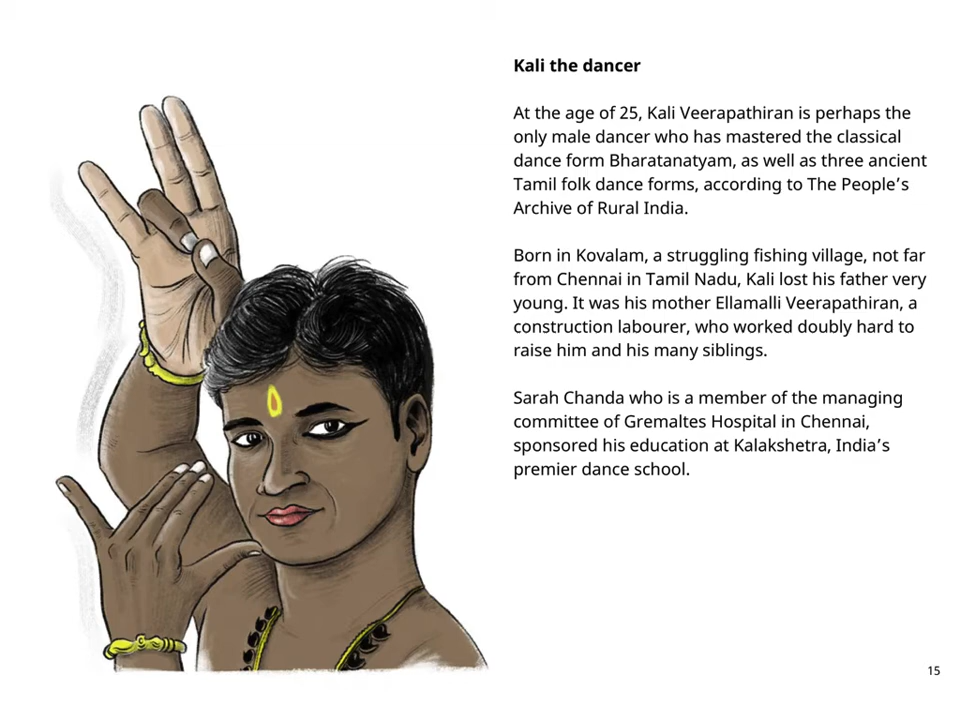 Kali the dancer
At the age of 25, Kali Veerapathiran is perhaps the
only male dancer who has mastered the classical
dance form Bharatanatyam, as well as three ancient
Tamil folk dance forms, according to The People’s
Archive of Rural India.
Born in Kovalam, a struggling fishing village, not far
from Chennai in Tamil Nadu, Kali lost his father very
young. It was his mother Ellamalli Veerapathiran, a
construction labourer, who worked doubly hard to
raise him and his many siblings.
Sarah Chanda who is a member of the managing
committee of Gremaltes Hospital in Chennai,
sponsored his education at Kalakshetra, India’s
premier dance school.
15